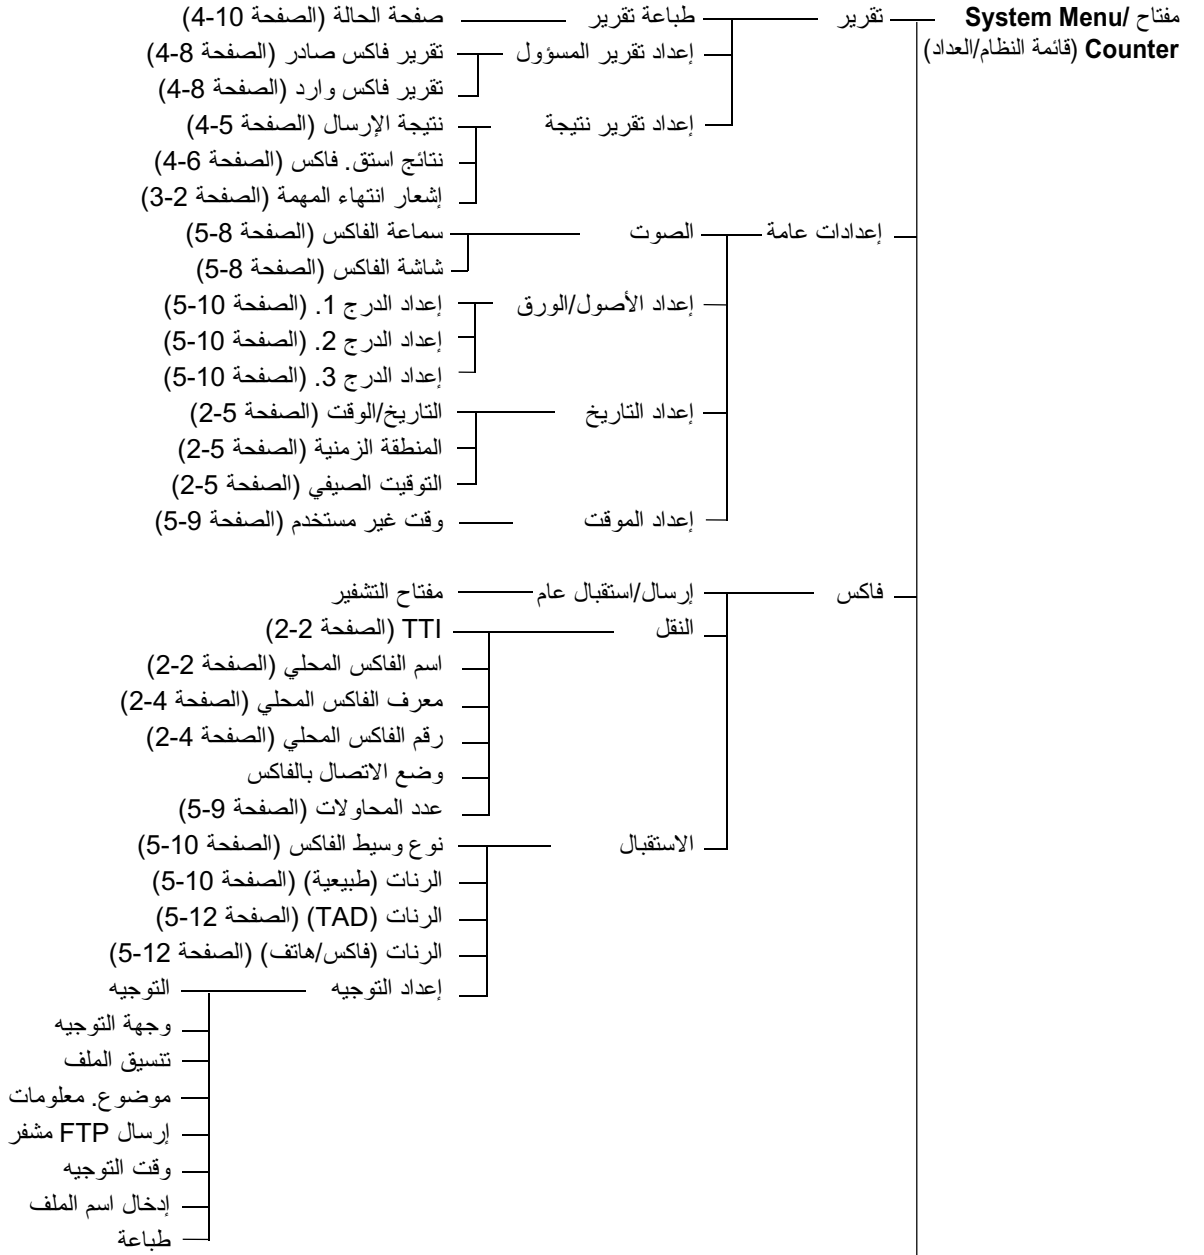 مفتاح System Menu/
Counter (قائمة النظام/العداد)
تقرير
طباعة تقرير
صفحة الحالة (الصفحة 4-10)
إعداد تقرير المسؤول
تقرير فاكس صادر (الصفحة 4-8)
تقرير فاكس وارد (الصفحة 4-8)
إعداد تقرير نتيجة
نتيجة الإرسال (الصفحة 4-5)
نتائج استق. فاكس (الصفحة 4-6)
إشعار انتهاء المهمة (الصفحة 3-2)
إعدادات عامة
الصوت
سماعة الفاكس (الصفحة 5-8)
شاشة الفاكس (الصفحة 5-8)
إعداد الأصول/الورق
إعداد الدرج 1. (الصفحة 5-10)
إعداد الدرج 2. (الصفحة 5-10)
إعداد الدرج 3. (الصفحة 5-10)
إعداد التاريخ
التاريخ/الوقت (الصفحة 2-5)
المنطقة الزمنية (الصفحة 2-5)
التوقيت الصيفي (الصفحة 2-5)
إعداد الموقت
وقت غير مستخدم (الصفحة 5-9)
فاكس
إرسال/استقبال عام
مفتاح التشفير
النقل
TTI (الصفحة 2-2)
اسم الفاكس المحلي (الصفحة 2-2)
معرف الفاكس المحلي (الصفحة 2-4)
رقم الفاكس المحلي (الصفحة 2-4)
وضع الاتصال بالفاكس
عدد المحاولات (الصفحة 5-9)
الاستقبال
نوع وسيط الفاكس (الصفحة 5-10)
الرنات (طبيعية) (الصفحة 5-10)
الرنات (TAD) (الصفحة 5-12)
الرنات (فاكس/هاتف) (الصفحة 5-12)
إعداد التوجيه
التوجيه
وجهة التوجيه
تنسيق الملف
موضوع. معلومات
إرسال FTP مشفر
وقت التوجيه
إدخال اسم الملف
طباعة